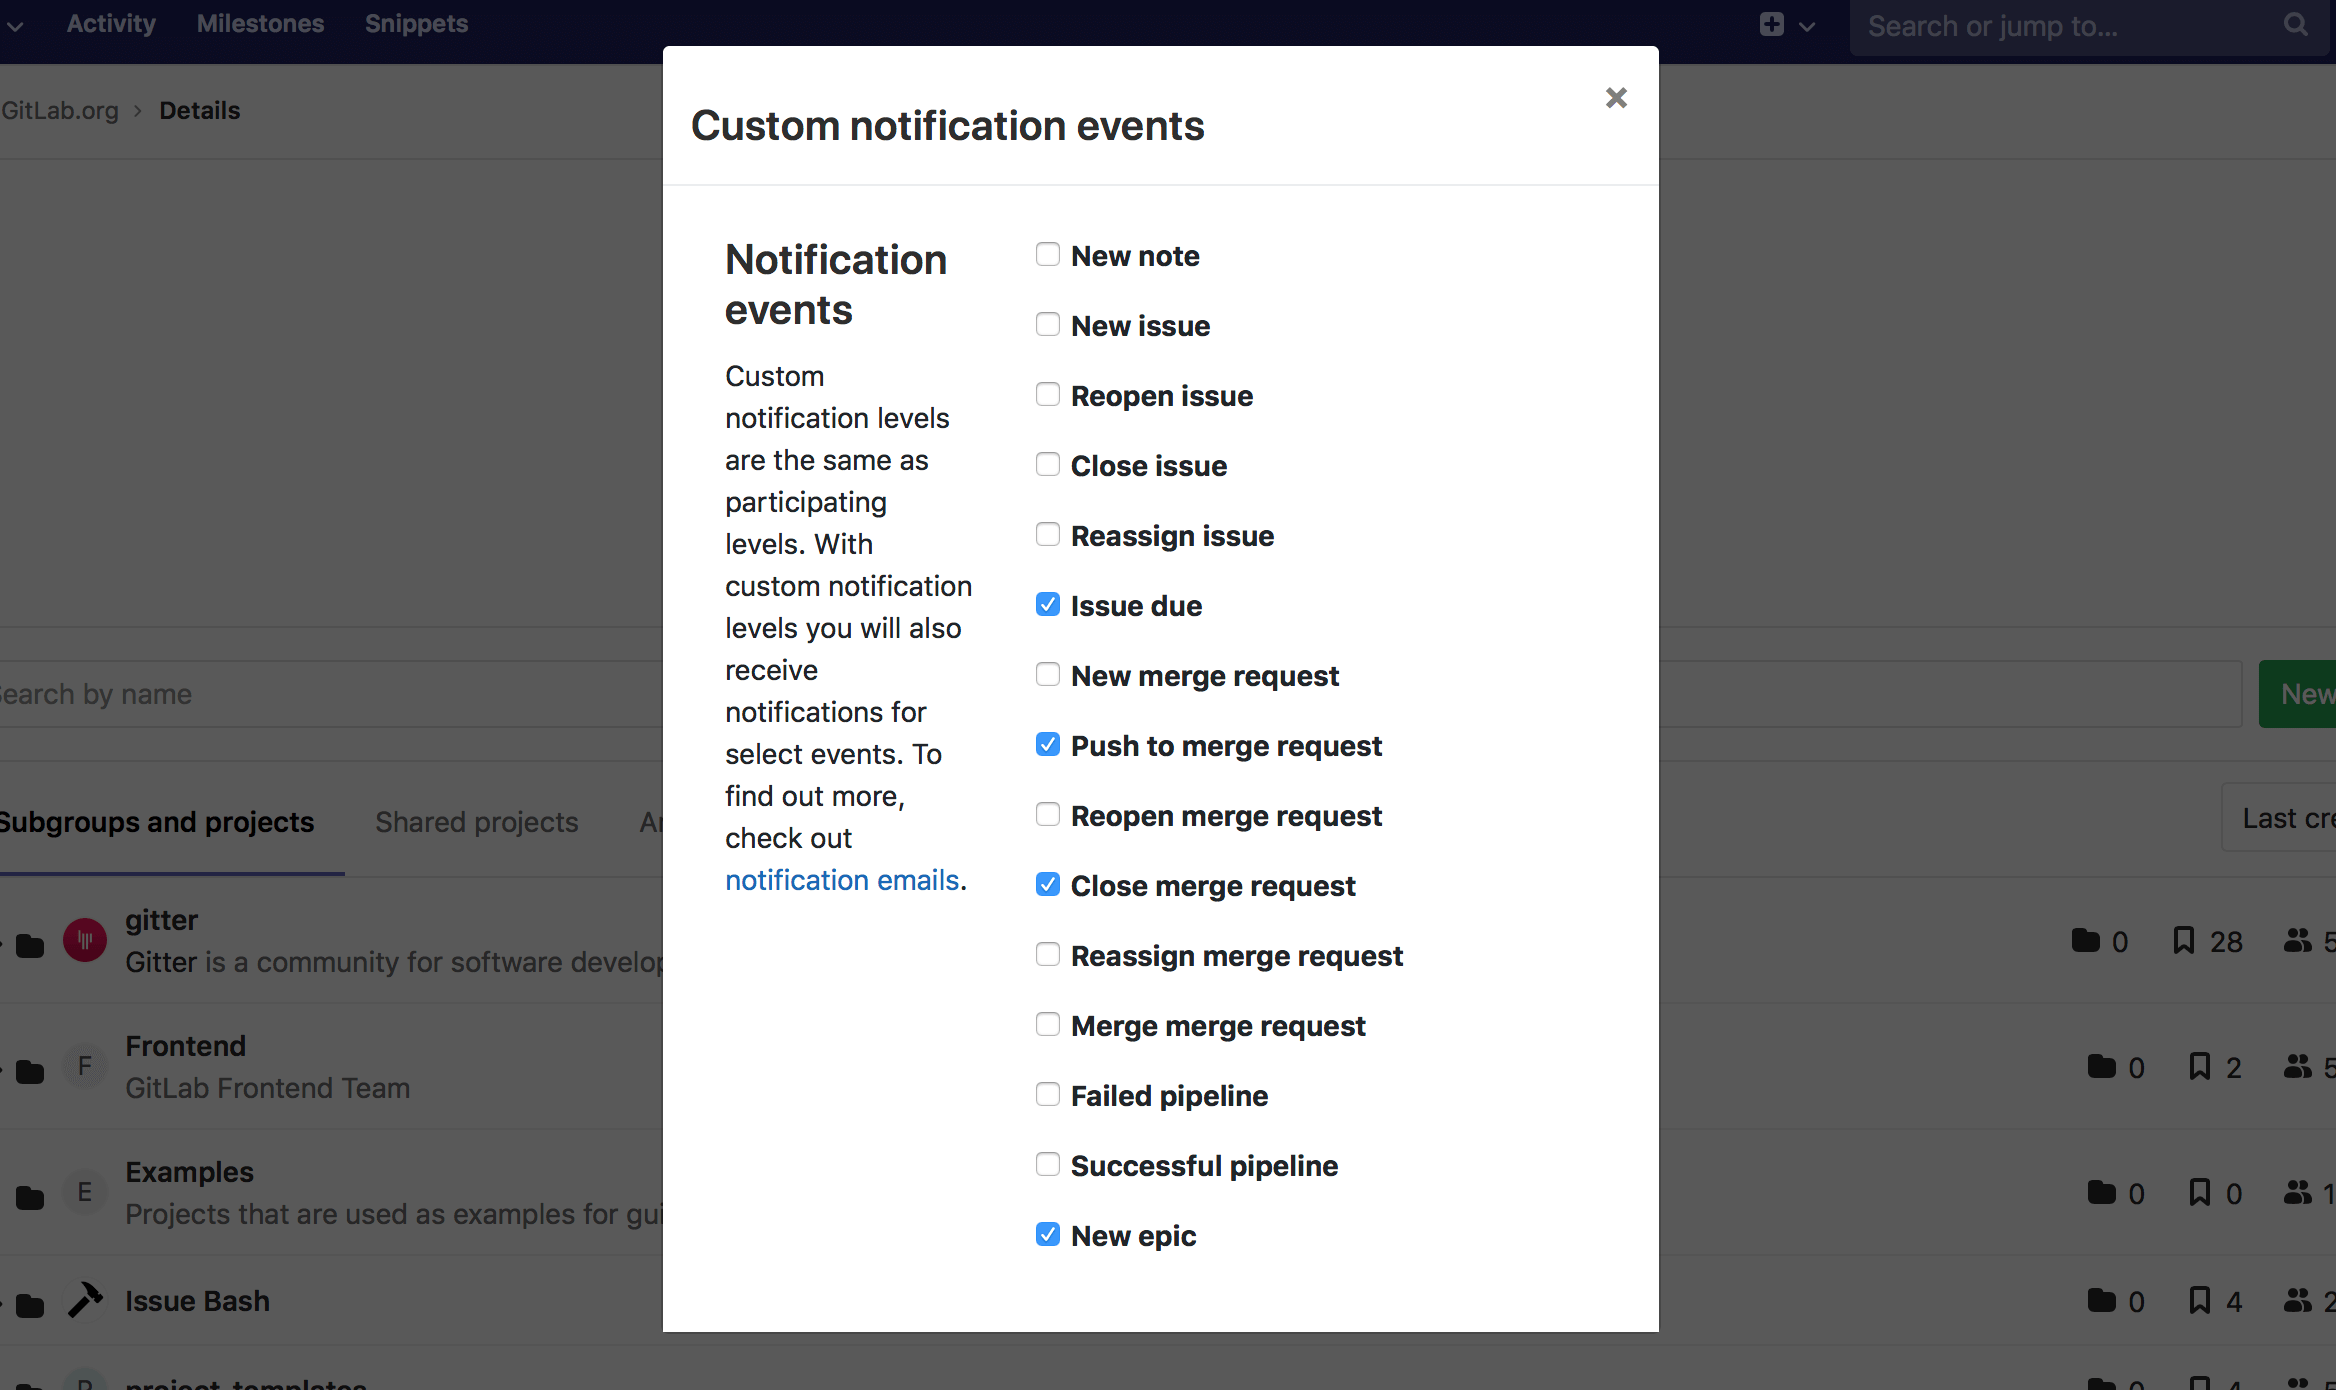 Activity Milestones Snippets
Search or jump to...
GitLab.org › Details
Custom notification events
Notification
events
Custom
notification levels
are the same as
participating
levels. With
custom notification
levels you will also
receive
notifications for
select events. To
find out more,
check out
notification emails.
New note
New issue
Reopen issue
Close issue
Reassign issue
Issue due
New merge request
Push to merge request
Reopen merge request
Close merge request
Reassign merge request
Merge merge request
Failed pipeline
Successful pipeline
New epic
Search by name
New
Subgroups and projects Shared projects
Last cre
gitter
Gitter is a community for software develop
0 28 5
F
Frontend
GitLab Frontend Team
0 2 5
E
Examples
Projects that are used as examples for gui
0 0 1
Issue Bash
0 4 2
project-templates
0 4